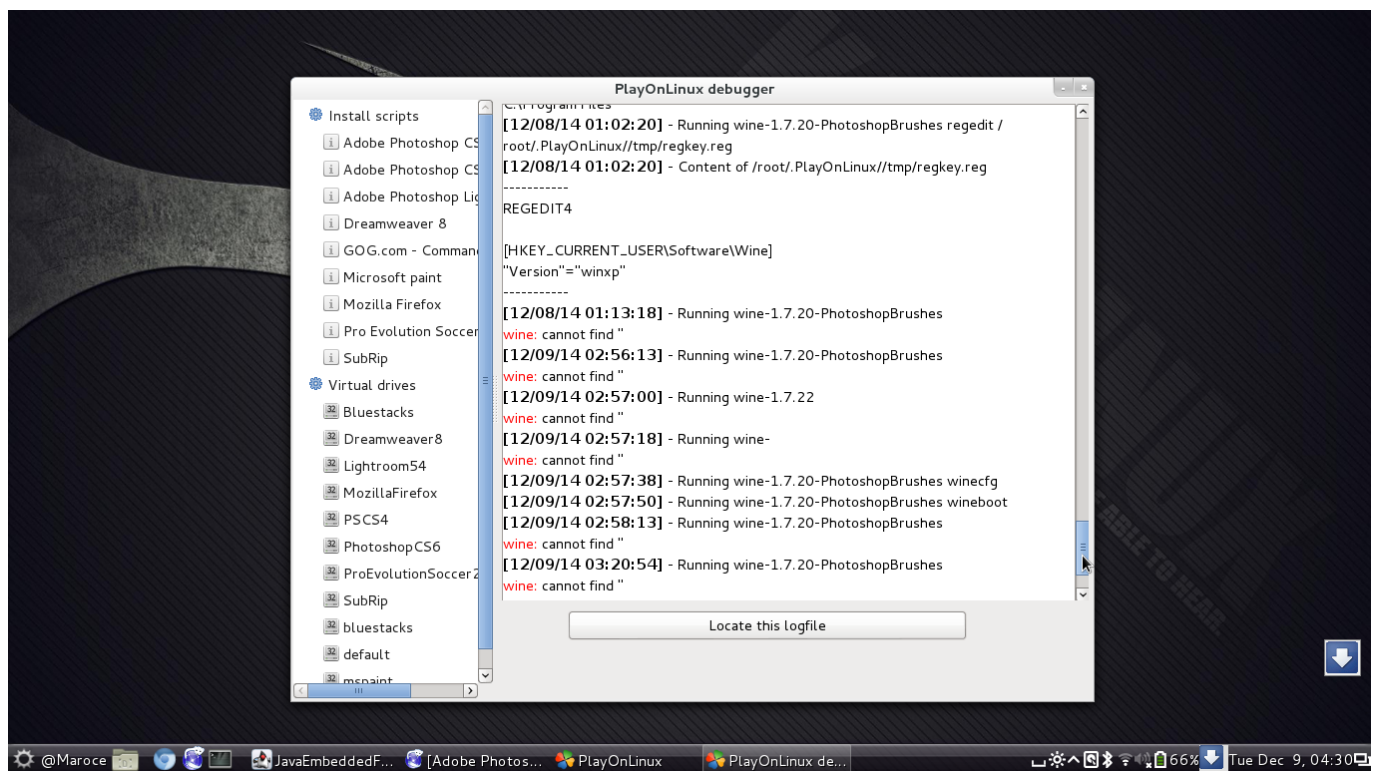 PlayOnLinux debugger
Install scripts
Adobe Photoshop CS
Adobe Photoshop CS
Adobe Photoshop Lig
Dreamweaver 8
GOG.com - Comman
Microsoft paint
Mozilla Firefox
Pro Evolution Soccer
SubRip
Virtual drives
Bluestacks
Dreamweaver8
Lightroom54
MozillaFirefox
PSCS4
PhotoshopCS6
ProEvolutionSoccer2
SubRip
bluestacks
default
mspaint
C:\Program Files
[12/08/14 01:02:20] - Running wine-1.7.20-PhotoshopBrushes regedit /
root/.PlayOnLinux//tmp/regkey.reg
[12/08/14 01:02:20] - Content of /root/.PlayOnLinux//tmp/regkey.reg
-----------
REGEDIT4
[HKEY_CURRENT_USER\Software\Wine]
"Version"="winxp"
-----------
[12/08/14 01:13:18] - Running wine-1.7.20-PhotoshopBrushes
wine: cannot find ''
[12/09/14 02:56:13] - Running wine-1.7.20-PhotoshopBrushes
wine: cannot find ''
[12/09/14 02:57:00] - Running wine-1.7.22
wine: cannot find ''
[12/09/14 02:57:18] - Running wine-
wine: cannot find ''
[12/09/14 02:57:38] - Running wine-1.7.20-PhotoshopBrushes winecfg
[12/09/14 02:57:50] - Running wine-1.7.20-PhotoshopBrushes wineboot
[12/09/14 02:58:13] - Running wine-1.7.20-PhotoshopBrushes
wine: cannot find ''
[12/09/14 03:20:54] - Running wine-1.7.20-PhotoshopBrushes
wine: cannot find ''
Locate this logfile
ABLE TO HEAR
@Maroce
JavaEmbeddedF...
[Adobe Photos...
PlayOnLinux
PlayOnLinux de...
66%
Tue Dec 9, 04:30